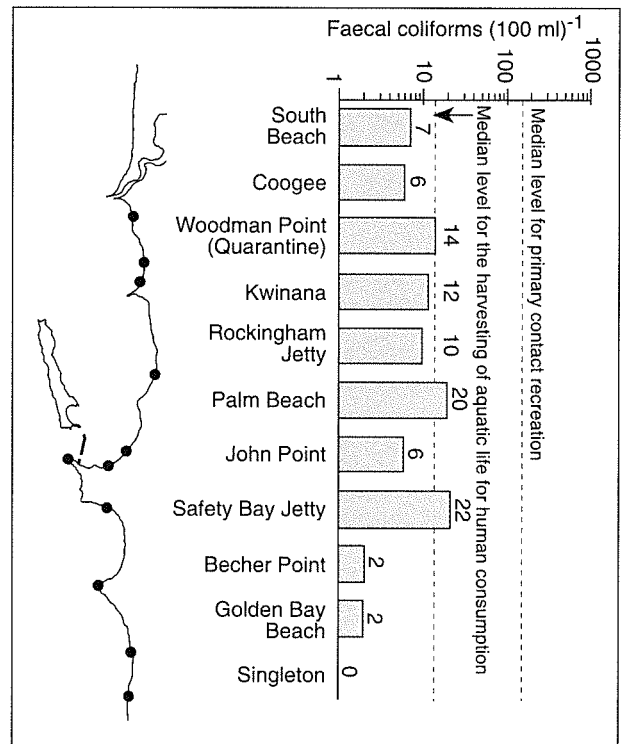 Faecal coliforms (100 ml)-1
1
10
100
1000
Median level for primary contact recreation
Median level for the harvesting of aquatic life for human consumption
South
Beach
7
Coogee
6
Woodman Point
(Quarantine)
14
Kwinana
12
Rockingham
Jetty
10
Palm Beach
20
John Point
6
Safety Bay Jetty
22
Becher Point
2
Golden Bay
Beach
2
Singleton
0